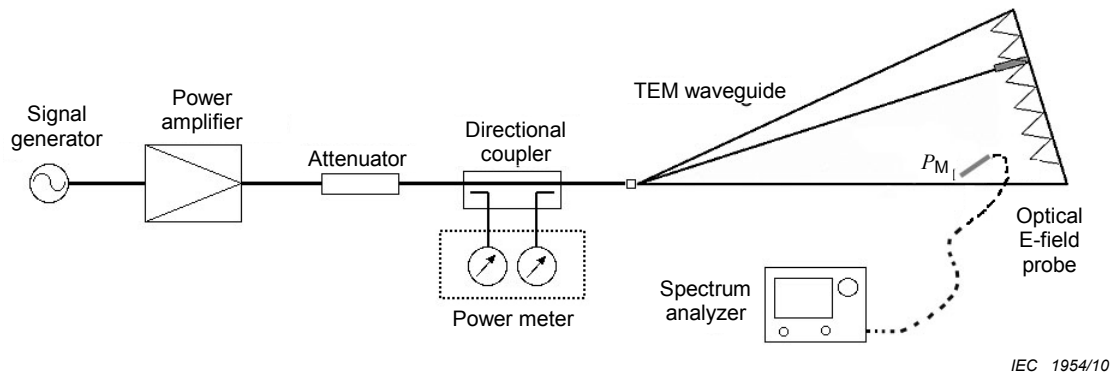 Signal
generator
Power
amplifier
Attenuator
Directional
coupler
Power meter
TEM waveguide
P M I
Optical
E-field
probe
Spectrum
analyzer
IEC 1954/10